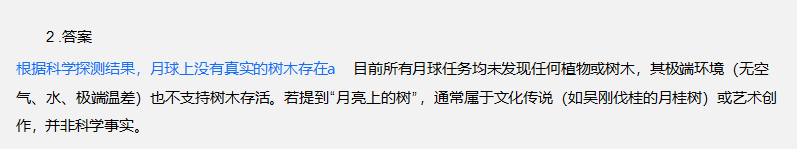 2 .答案
根据科学探测结果，月球上没有真实的树木存在a 目前所有月球任务均未发现任何植物或树木，其极端环境（无空
气、水、极端温差）也不支持树木存活。若提到“月亮上的树”，通常属于文化传说（如吴刚伐桂的月桂树）或艺术创
作，并非科学事实。